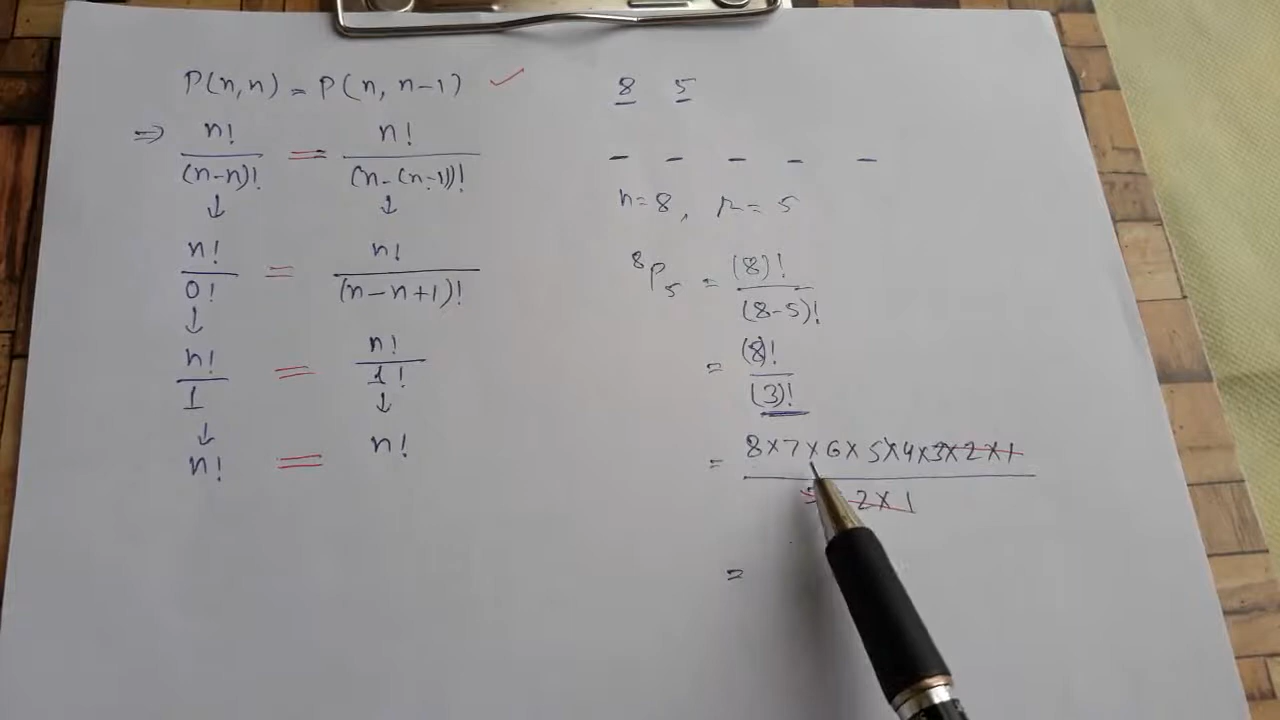 P(n,n) = P(n, n-1) ✓
⇒ n!/(n-n)! = n!/(n-(n-1))!
↓ ↓
n!/0! = n!/(n-n+1)!
↓
n!/1 = n!/1!
↓ ↓
n! = n!
8 5
_ _ _ _ _
n=8, r=5
⁸P₅ = (8)!/(8-5)!
= (8)!/(3)!
= 8×7×6×5×4×3×2×1/2×1
=